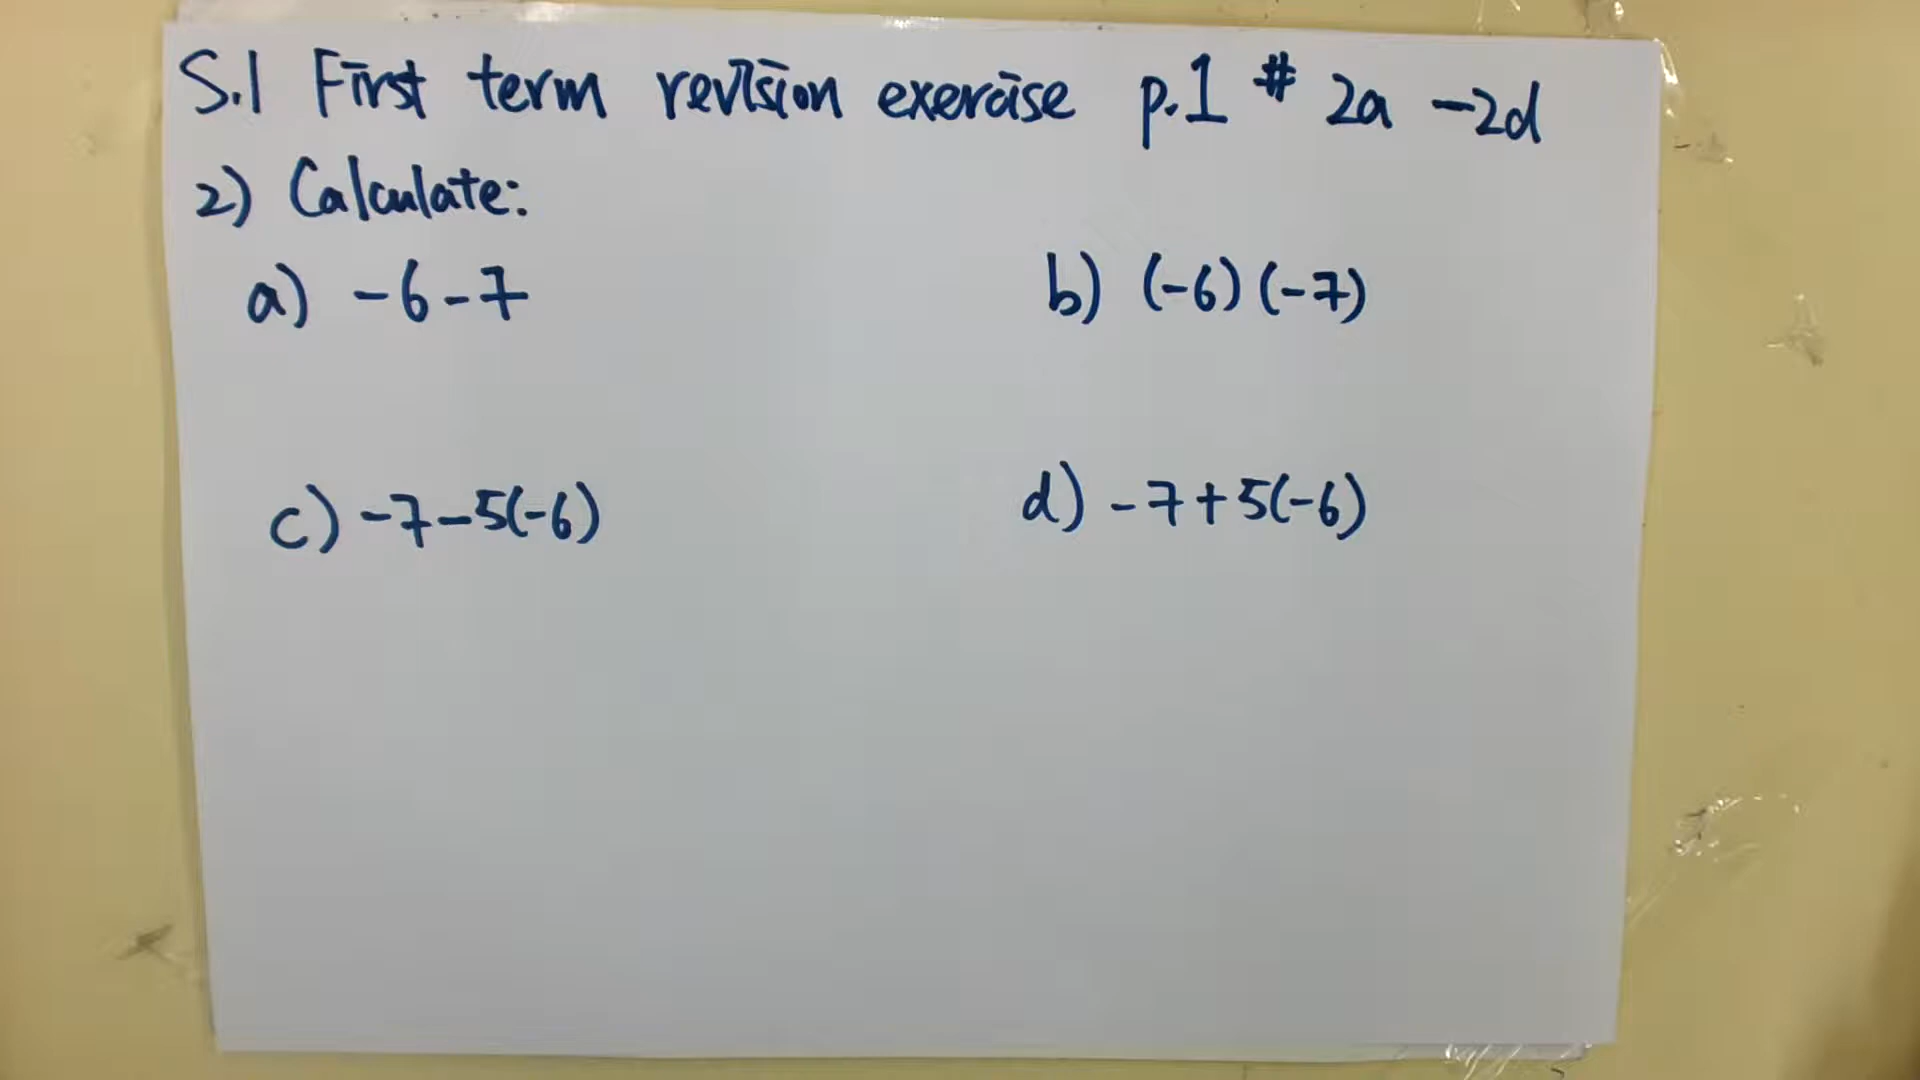 S.1 First term revision exercise p.1 # 2a -2d
2) Calculate:
a) -6-7 b) (-6)(-7)
c) -7-5(-6) d) -7+5(-6)